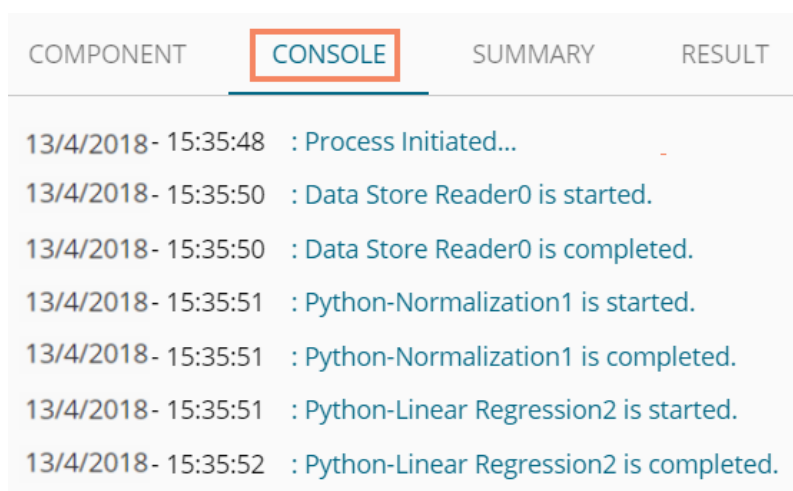 COMPONENT CONSOLE SUMMARY RESULT
13/4/2018 - 15:35:48 : Process Initiated...
13/4/2018 - 15:35:50 : Data Store Reader0 is started.
13/4/2018 - 15:35:50 : Data Store Reader0 is completed.
13/4/2018 - 15:35:51 : Python-Normalization1 is started.
13/4/2018 - 15:35:51 : Python-Normalization1 is completed.
13/4/2018 - 15:35:51 : Python-Linear Regression2 is started.
13/4/2018 - 15:35:52 : Python-Linear Regression2 is completed.